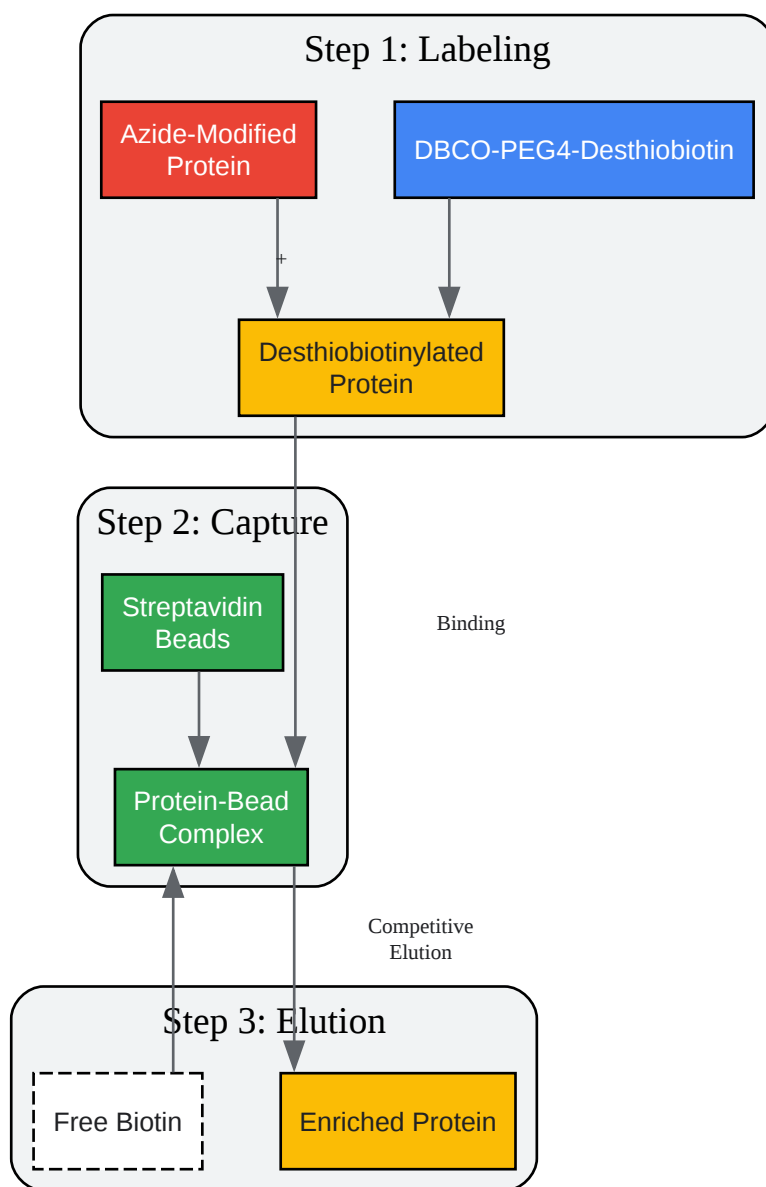 Step 1: Labeling
Azide-Modified
Protein
DBCO-PEG4-Desthiobiotin
+
Desthiobiotinylated
Protein
Step 2: Capture
Streptavidin
Beads
Binding
Protein-Bead
Complex
Competitive
Elution
Step 3: Elution
Free Biotin
Enriched Protein